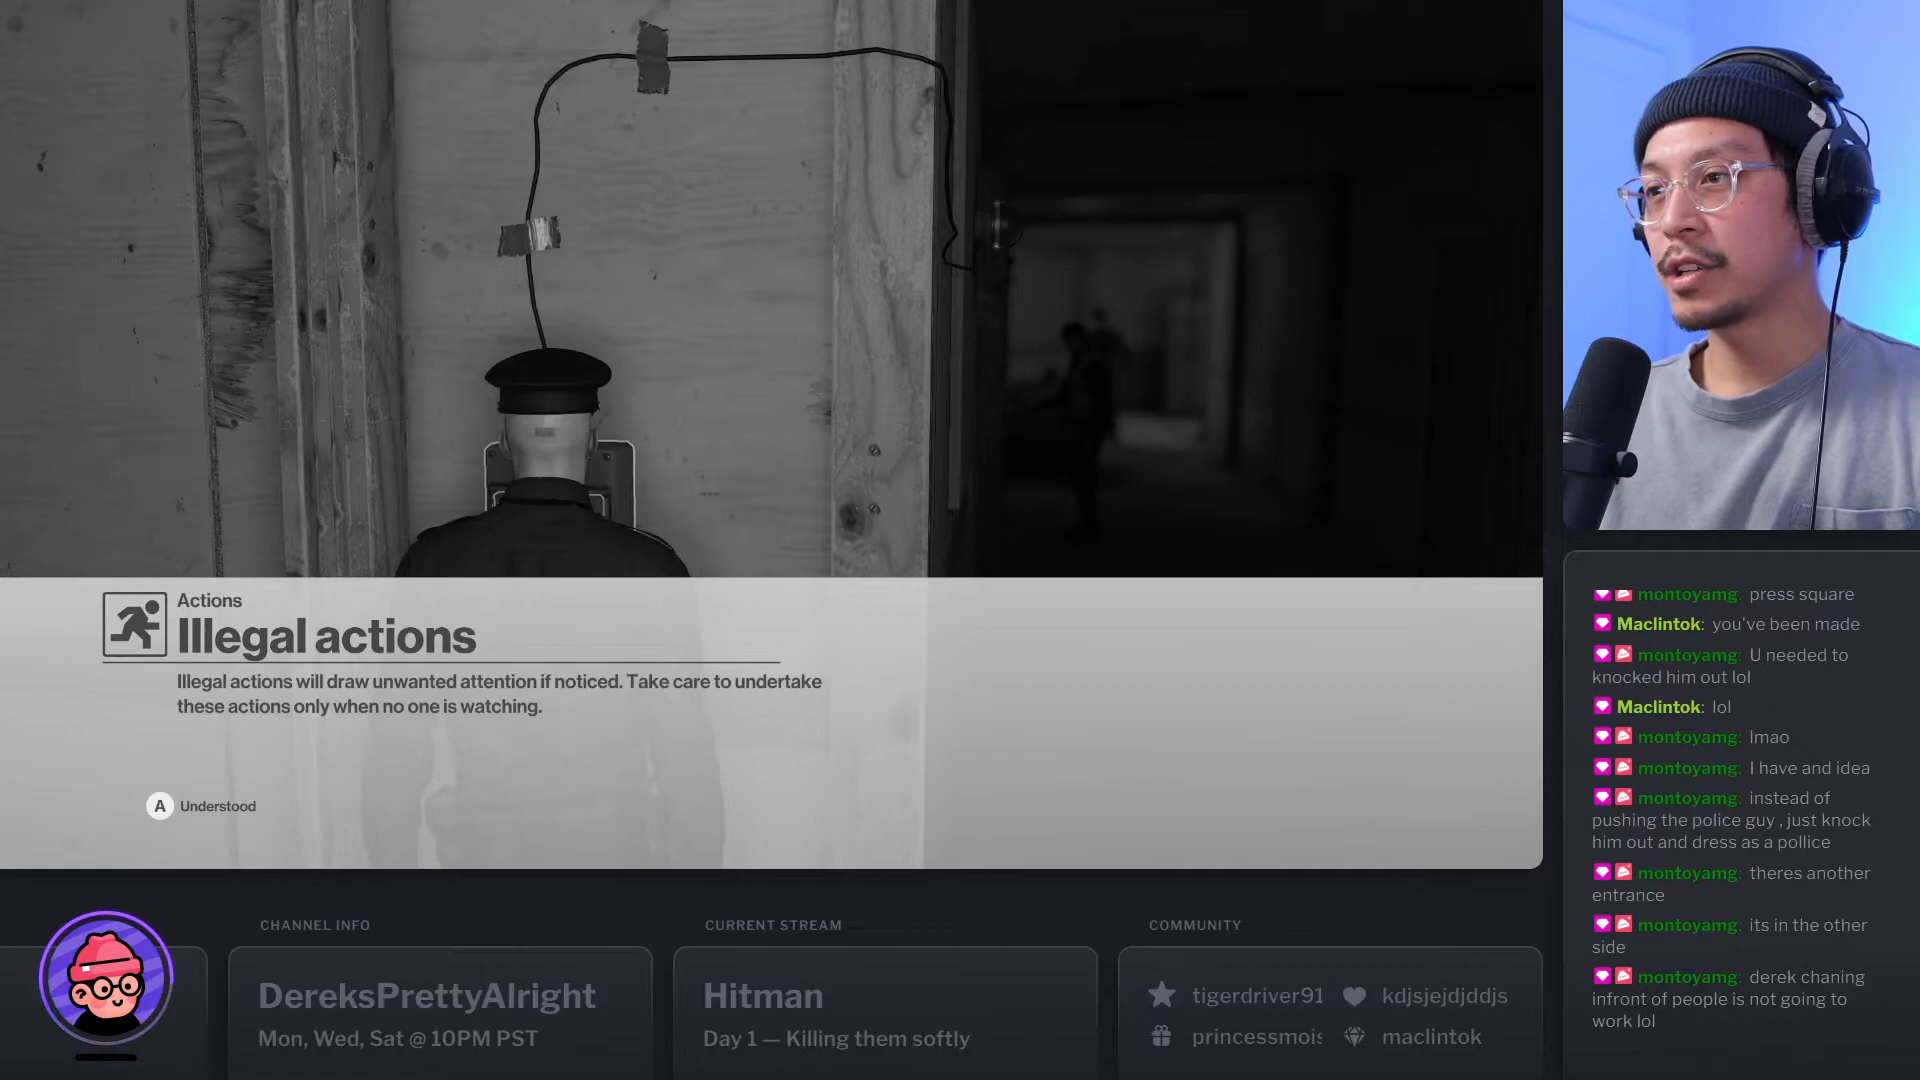 Actions
Illegal actions
Illegal actions will draw unwanted attention if noticed. Take care to undertake
these actions only when no one is watching.
A Understood
montoyamg: press square
Maclintok: you've been made
montoyamg: U needed to
knocked him out lol
Maclintok: lol
montoyamg: lmao
montoyamg: I have and idea
montoyamg: instead of
pushing the police guy , just knock
him out and dress as a pollice
montoyamg: theres another
entrance
montoyamg: its in the other
side
montoyamg: derek chaning
infront of people is not going to
work lol
CHANNEL INFO
DereksPrettyAlright
Mon, Wed, Sat @ 10PM PST
CURRENT STREAM
Hitman
Day 1 — Killing them softly
COMMUNITY
tigerdriver91 kdjsjejdjddjs
princessmois maclintok